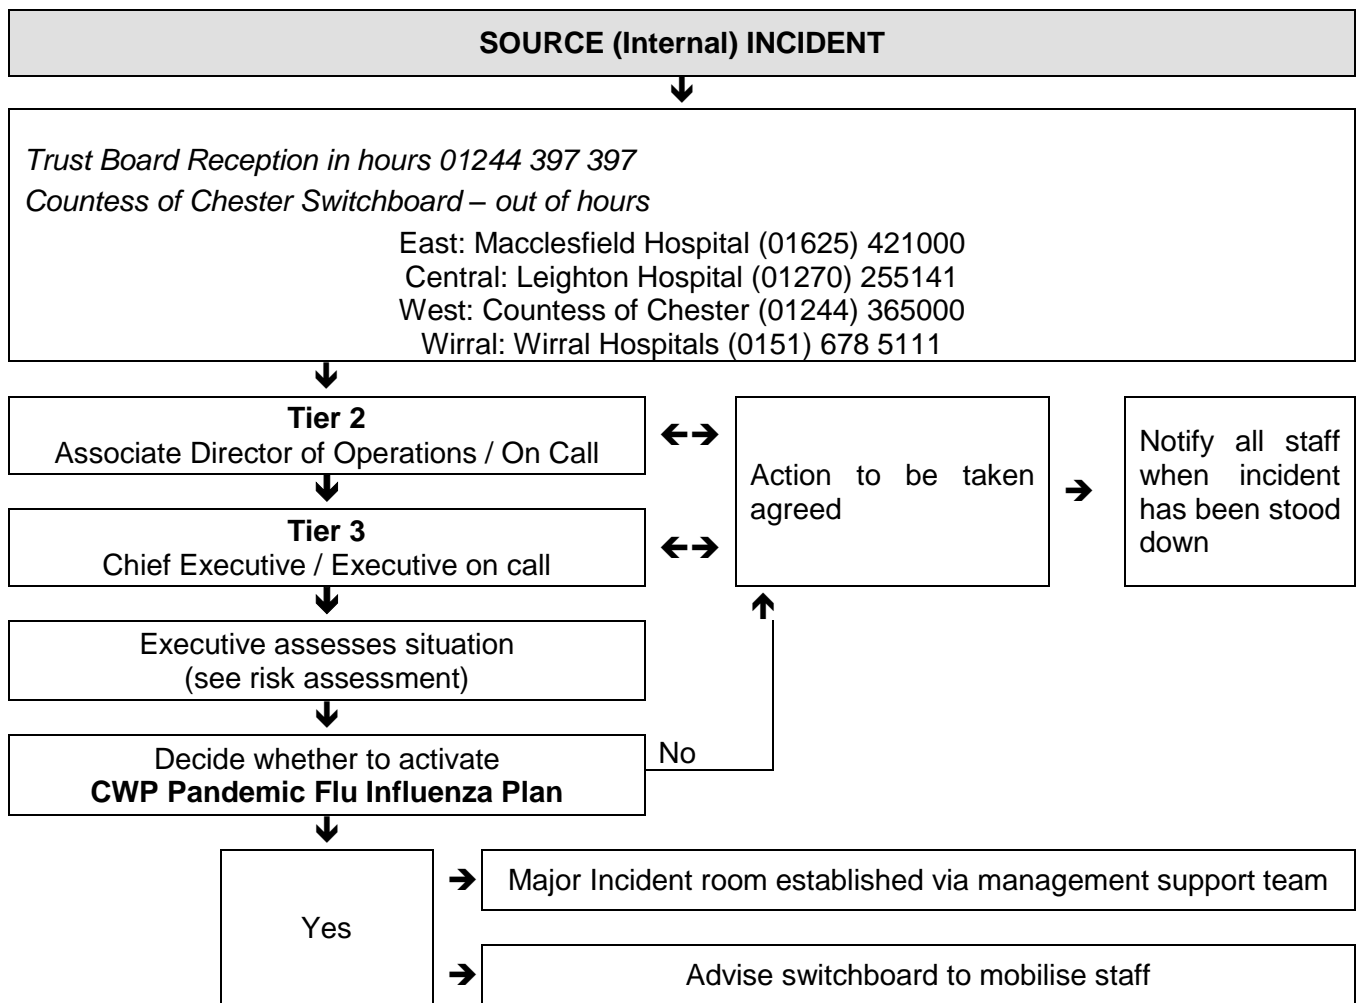 SOURCE (Internal) INCIDENT
Trust Board Reception in hours 01244 397 397
Countess of Chester Switchboard – out of hours
East: Macclesfield Hospital (01625) 421000
Central: Leighton Hospital (01270) 255141
West: Countess of Chester (01244) 365000
Wirral: Wirral Hospitals (0151) 678 5111
Tier 2
Associate Director of Operations / On Call
Tier 3
Chief Executive / Executive on call
Action to be taken
agreed
Notify all staff
when incident
has been stood
down
Executive assesses situation
(see risk assessment)
Decide whether to activate
CWP Pandemic Flu Influenza Plan
No
Yes
Major Incident room established via management support team
Advise switchboard to mobilise staff